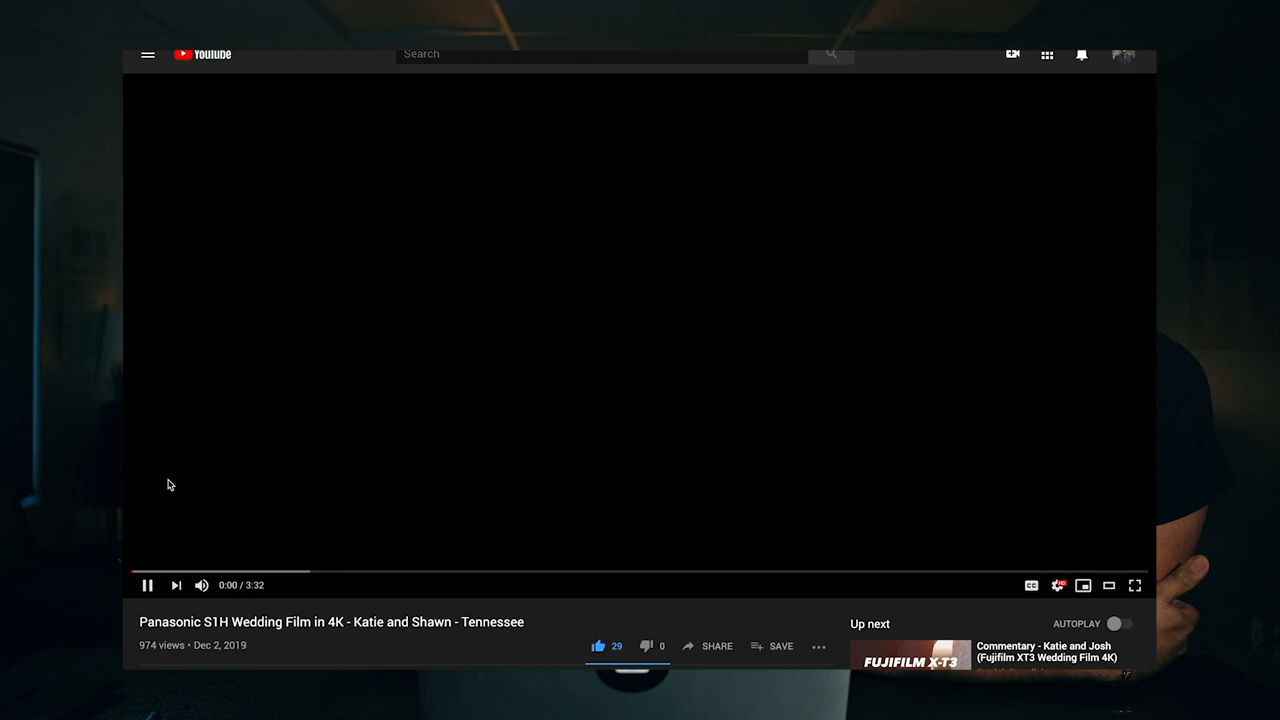 YouTube
Search
0:00 / 3:32
CC
HD
Panasonic S1H Wedding Film in 4K - Katie and Shawn - Tennessee
974 views • Dec 2, 2019
29
0
SHARE
SAVE
Up next
AUTOPLAY
FUJIFILM X-T3
Commentary - Katie and Josh
(Fujifilm XT3 Wedding Film 4K)